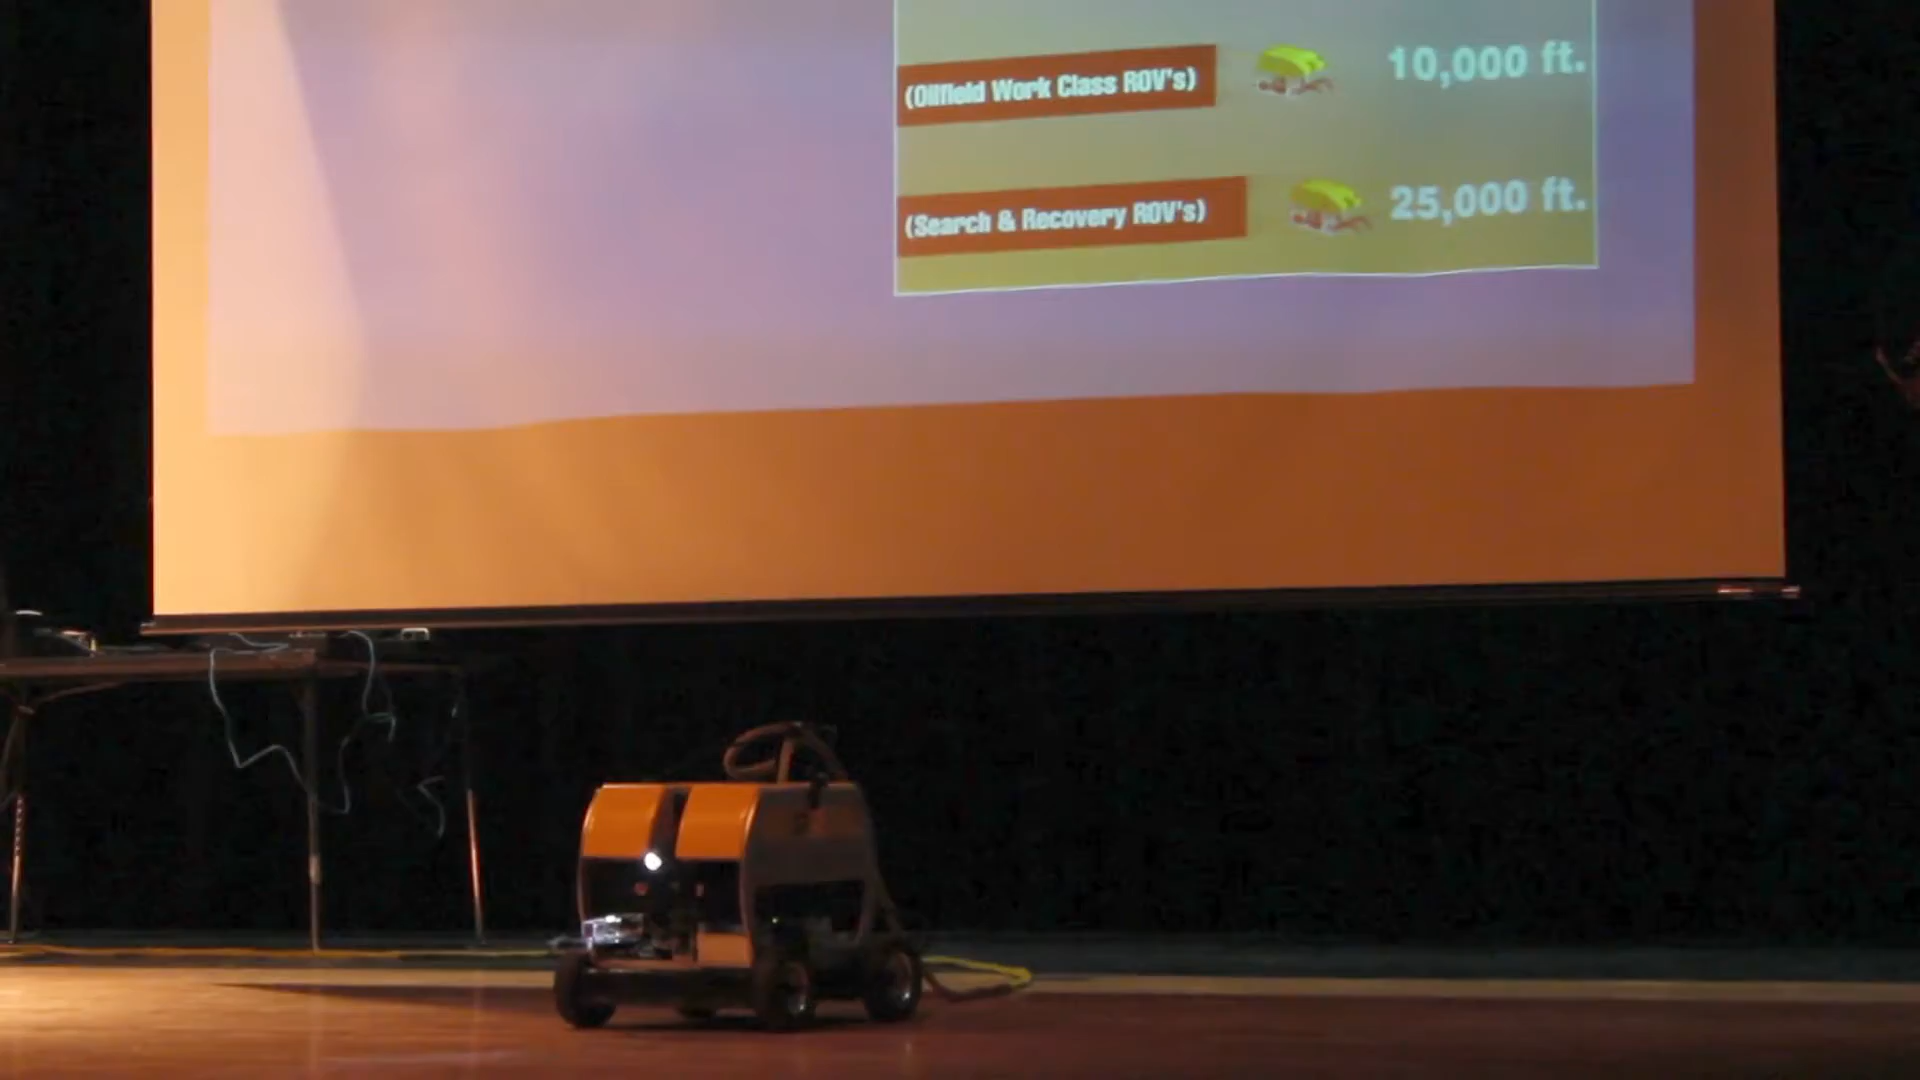 (Oilfield Work Class ROV's)
10,000 ft.
(Search & Recovery ROV's)
25,000 ft.